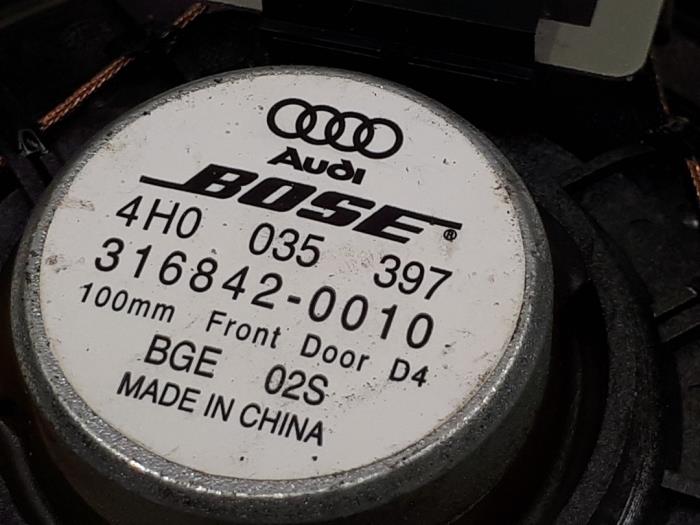 Audi
BOSE®
4H0 035 397
316842-0010
100mm Front Door D4
BGE 02S
MADE IN CHINA